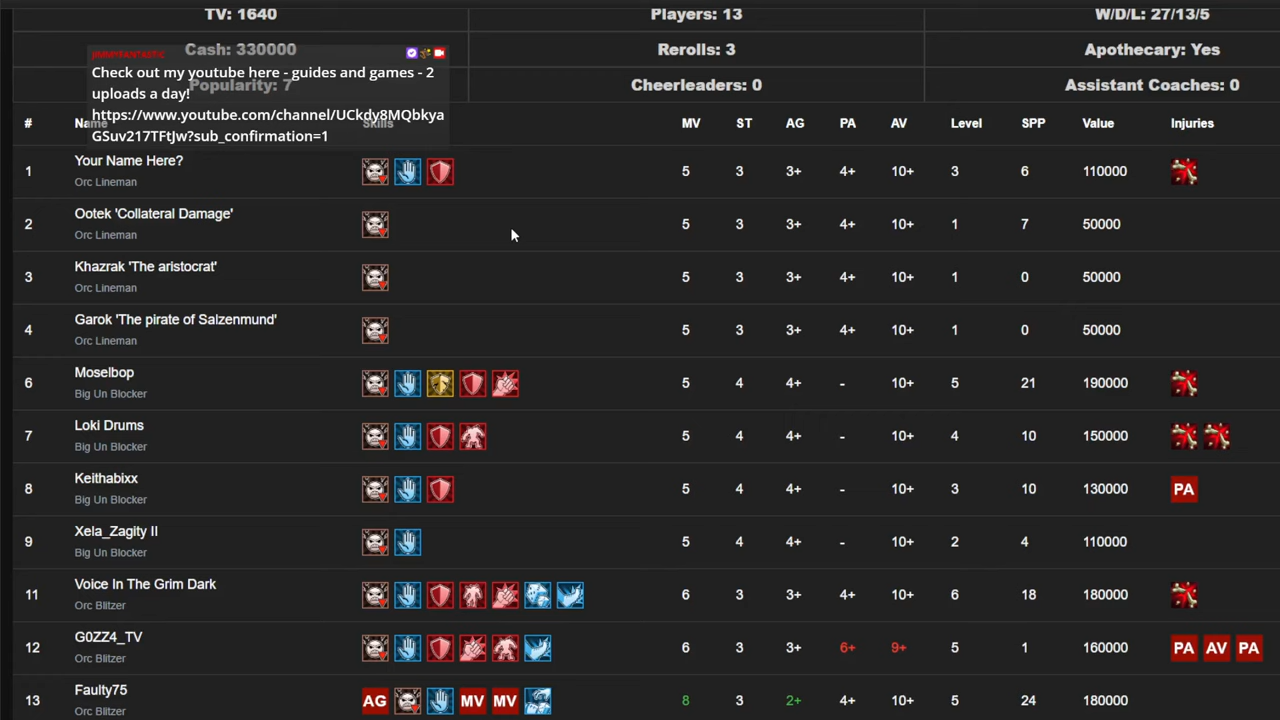 TV: 1640 Players: 13 W/D/L: 27/13/5
Cash: 330000 Rerolls: 3 Apothecary: Yes
JIMMYFANTASTIC
Check out my youtube here - guides and games - 2
uploads a day!
https://www.youtube.com/channel/UCkdy8MQbkya
GSuv217TFtJw?sub_confirmation=1
Popularity: 7 Cheerleaders: 0 Assistant Coaches: 0
# Name Skills MV ST AG PA AV Level SPP Value Injuries
1 Your Name Here? 5 3 3+ 4+ 10+ 3 6 110000
Orc Lineman
2 Ootek 'Collateral Damage' 5 3 3+ 4+ 10+ 1 7 50000
Orc Lineman
3 Khazrak 'The aristocrat' 5 3 3+ 4+ 10+ 1 0 50000
Orc Lineman
4 Garok 'The pirate of Salzenmund' 5 3 3+ 4+ 10+ 1 0 50000
Orc Lineman
6 Moselbop 5 4 4+ - 10+ 5 21 190000
Big Un Blocker
7 Loki Drums 5 4 4+ - 10+ 4 10 150000
Big Un Blocker
8 Keithabixx 5 4 4+ - 10+ 3 10 130000 PA
Big Un Blocker
9 Xela_Zagity II 5 4 4+ - 10+ 2 4 110000
Big Un Blocker
11 Voice In The Grim Dark 6 3 3+ 4+ 10+ 6 18 180000
Orc Blitzer
12 G0ZZ4_TV 6 3 3+ 6+ 9+ 5 1 160000 PA AV PA
Orc Blitzer
13 Faulty75 AG MV MV 8 3 2+ 4+ 10+ 5 24 180000
Orc Blitzer